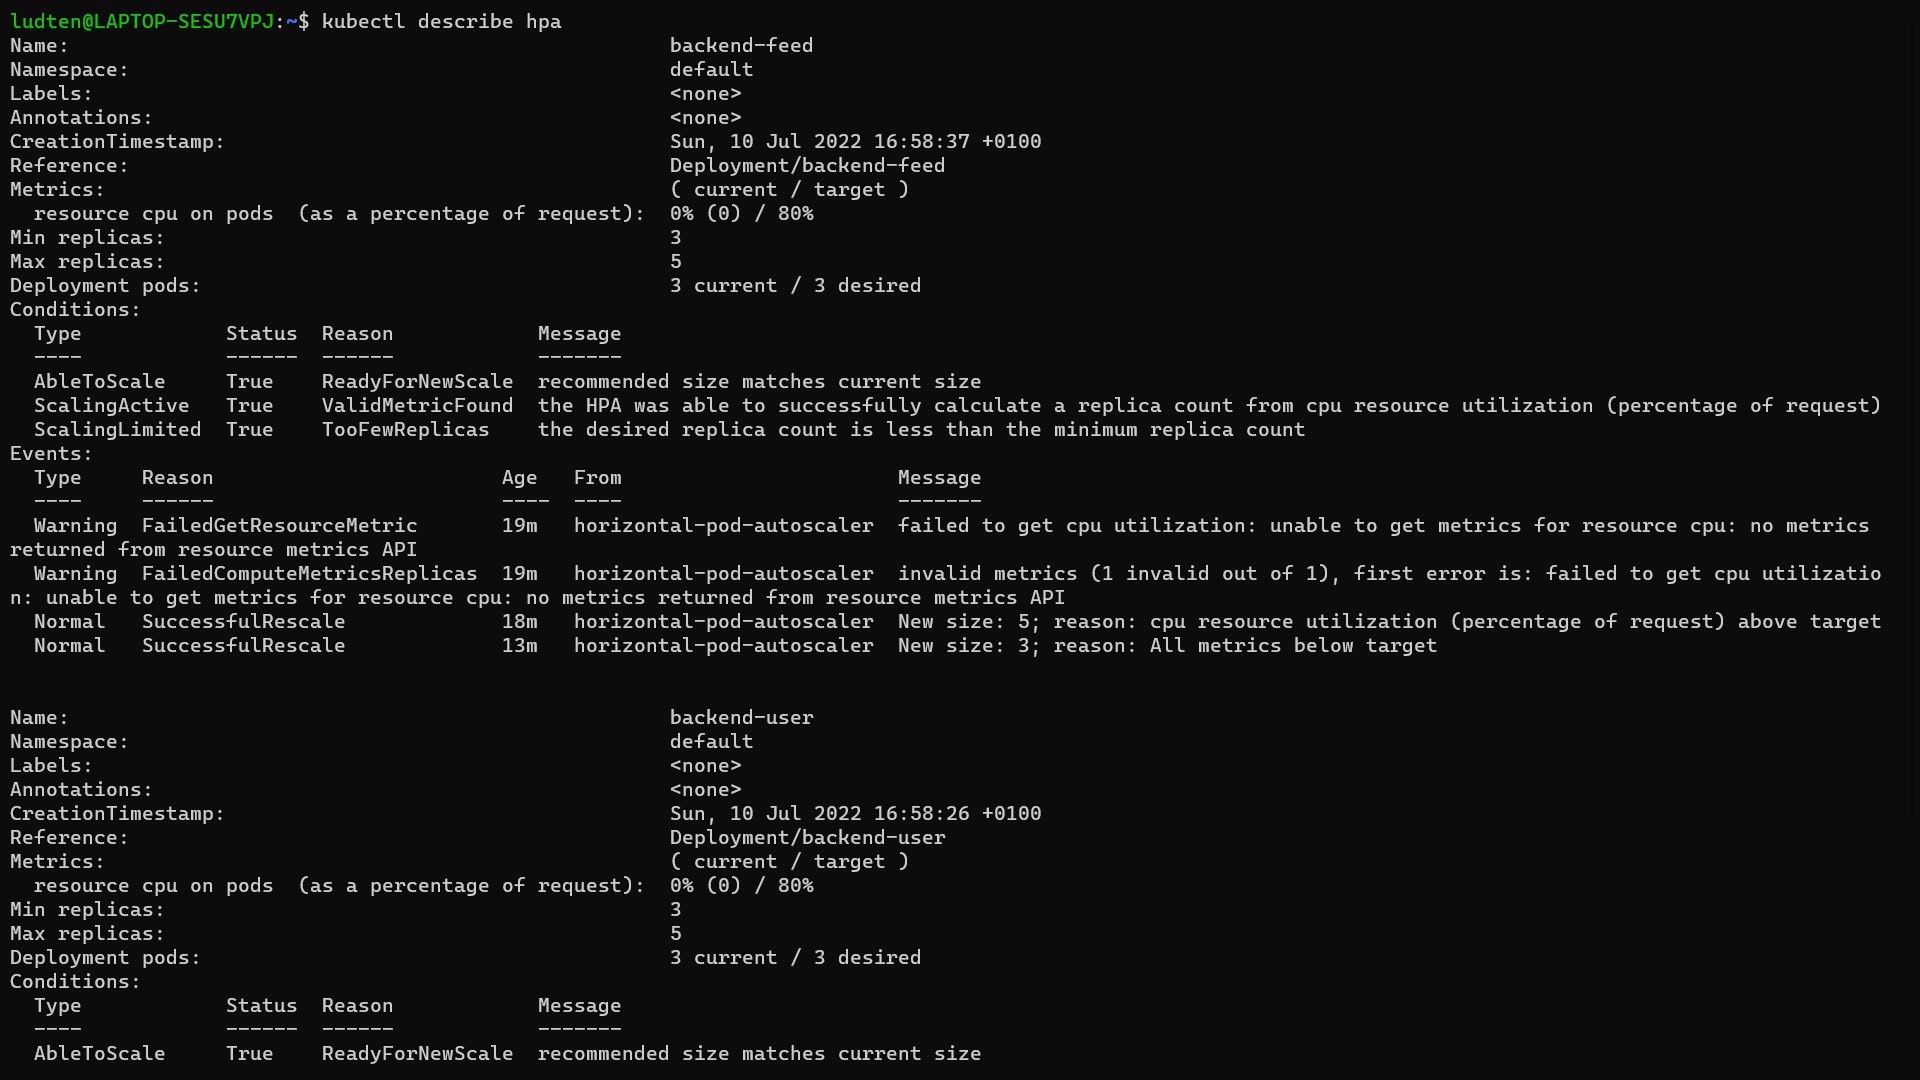 ludten@LAPTOP-SESU7VPJ:~$ kubectl describe hpa
Name:                                                  backend-feed
Namespace:                                             default
Labels:                                                <none>
Annotations:                                           <none>
CreationTimestamp:                                     Sun, 10 Jul 2022 16:58:37 +0100
Reference:                                             Deployment/backend-feed
Metrics:                                               ( current / target )
  resource cpu on pods  (as a percentage of request):  0% (0) / 80%
Min replicas:                                          3
Max replicas:                                          5
Deployment pods:                                       3 current / 3 desired
Conditions:
  Type            Status  Reason            Message
  ----            ------  ------            -------
  AbleToScale     True    ReadyForNewScale  recommended size matches current size
  ScalingActive   True    ValidMetricFound  the HPA was able to successfully calculate a replica count from cpu resource utilization (percentage of request)
  ScalingLimited  True    TooFewReplicas    the desired replica count is less than the minimum replica count
Events:
  Type     Reason                        Age   From                       Message
  ----     ------                        ----  ----                       -------
  Warning  FailedGetResourceMetric       19m   horizontal-pod-autoscaler  failed to get cpu utilization: unable to get metrics for resource cpu: no metrics
returned from resource metrics API
  Warning  FailedComputeMetricsReplicas  19m   horizontal-pod-autoscaler  invalid metrics (1 invalid out of 1), first error is: failed to get cpu utilizatio
n: unable to get metrics for resource cpu: no metrics returned from resource metrics API
  Normal   SuccessfulRescale             18m   horizontal-pod-autoscaler  New size: 5; reason: cpu resource utilization (percentage of request) above target
  Normal   SuccessfulRescale             13m   horizontal-pod-autoscaler  New size: 3; reason: All metrics below target


Name:                                                  backend-user
Namespace:                                             default
Labels:                                                <none>
Annotations:                                           <none>
CreationTimestamp:                                     Sun, 10 Jul 2022 16:58:26 +0100
Reference:                                             Deployment/backend-user
Metrics:                                               ( current / target )
  resource cpu on pods  (as a percentage of request):  0% (0) / 80%
Min replicas:                                          3
Max replicas:                                          5
Deployment pods:                                       3 current / 3 desired
Conditions:
  Type            Status  Reason            Message
  ----            ------  ------            -------
  AbleToScale     True    ReadyForNewScale  recommended size matches current size